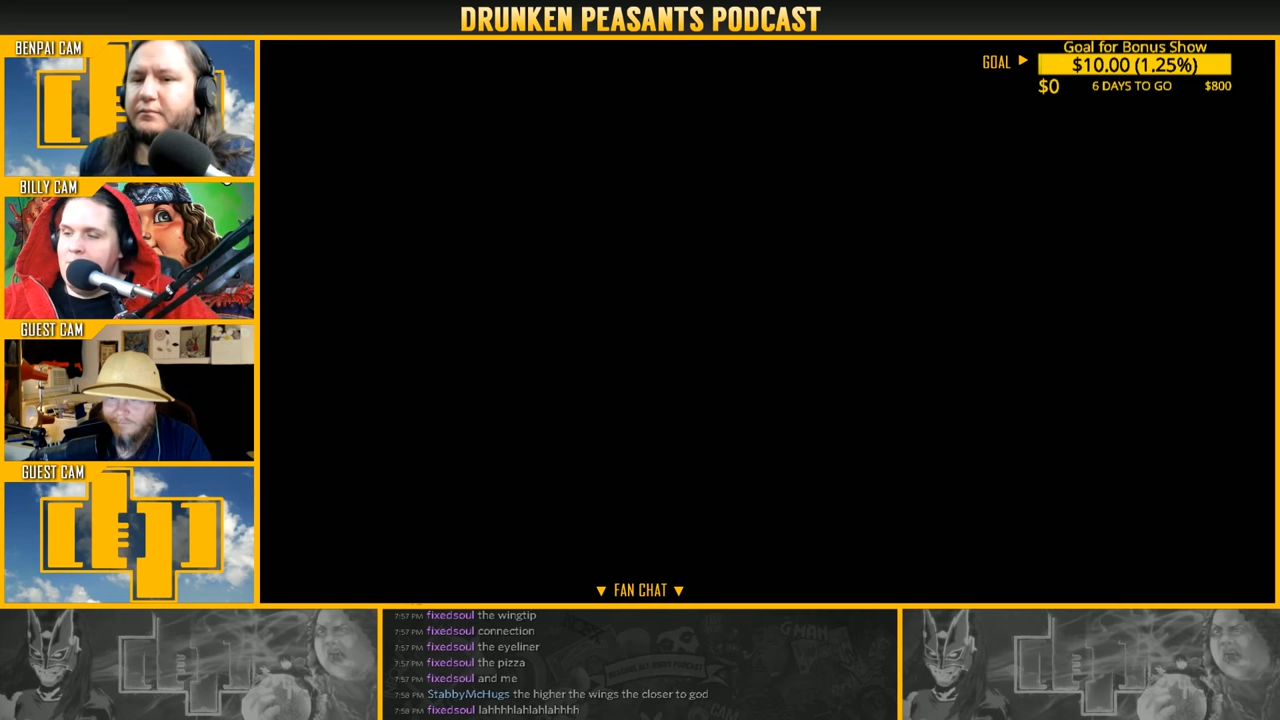 DRUNKEN PEASANTS PODCAST
BENPAI CAM
BILLY CAM
GUEST CAM
GUEST CAM
GOAL ►
Goal for Bonus Show
$10.00 (1.25%)
$0 6 DAYS TO GO $800
▼ FAN CHAT ▼
7:57 PM fixedsoul the wingtip
7:57 PM fixedsoul connection
7:57 PM fixedsoul the eyeliner
7:57 PM fixedsoul the pizza
7:57 PM fixedsoul and me
7:58 PM StabbyMcHugs the higher the wings the closer to god
7:58 PM fixedsoul lahhhhlahlahlahhhh
GMAN